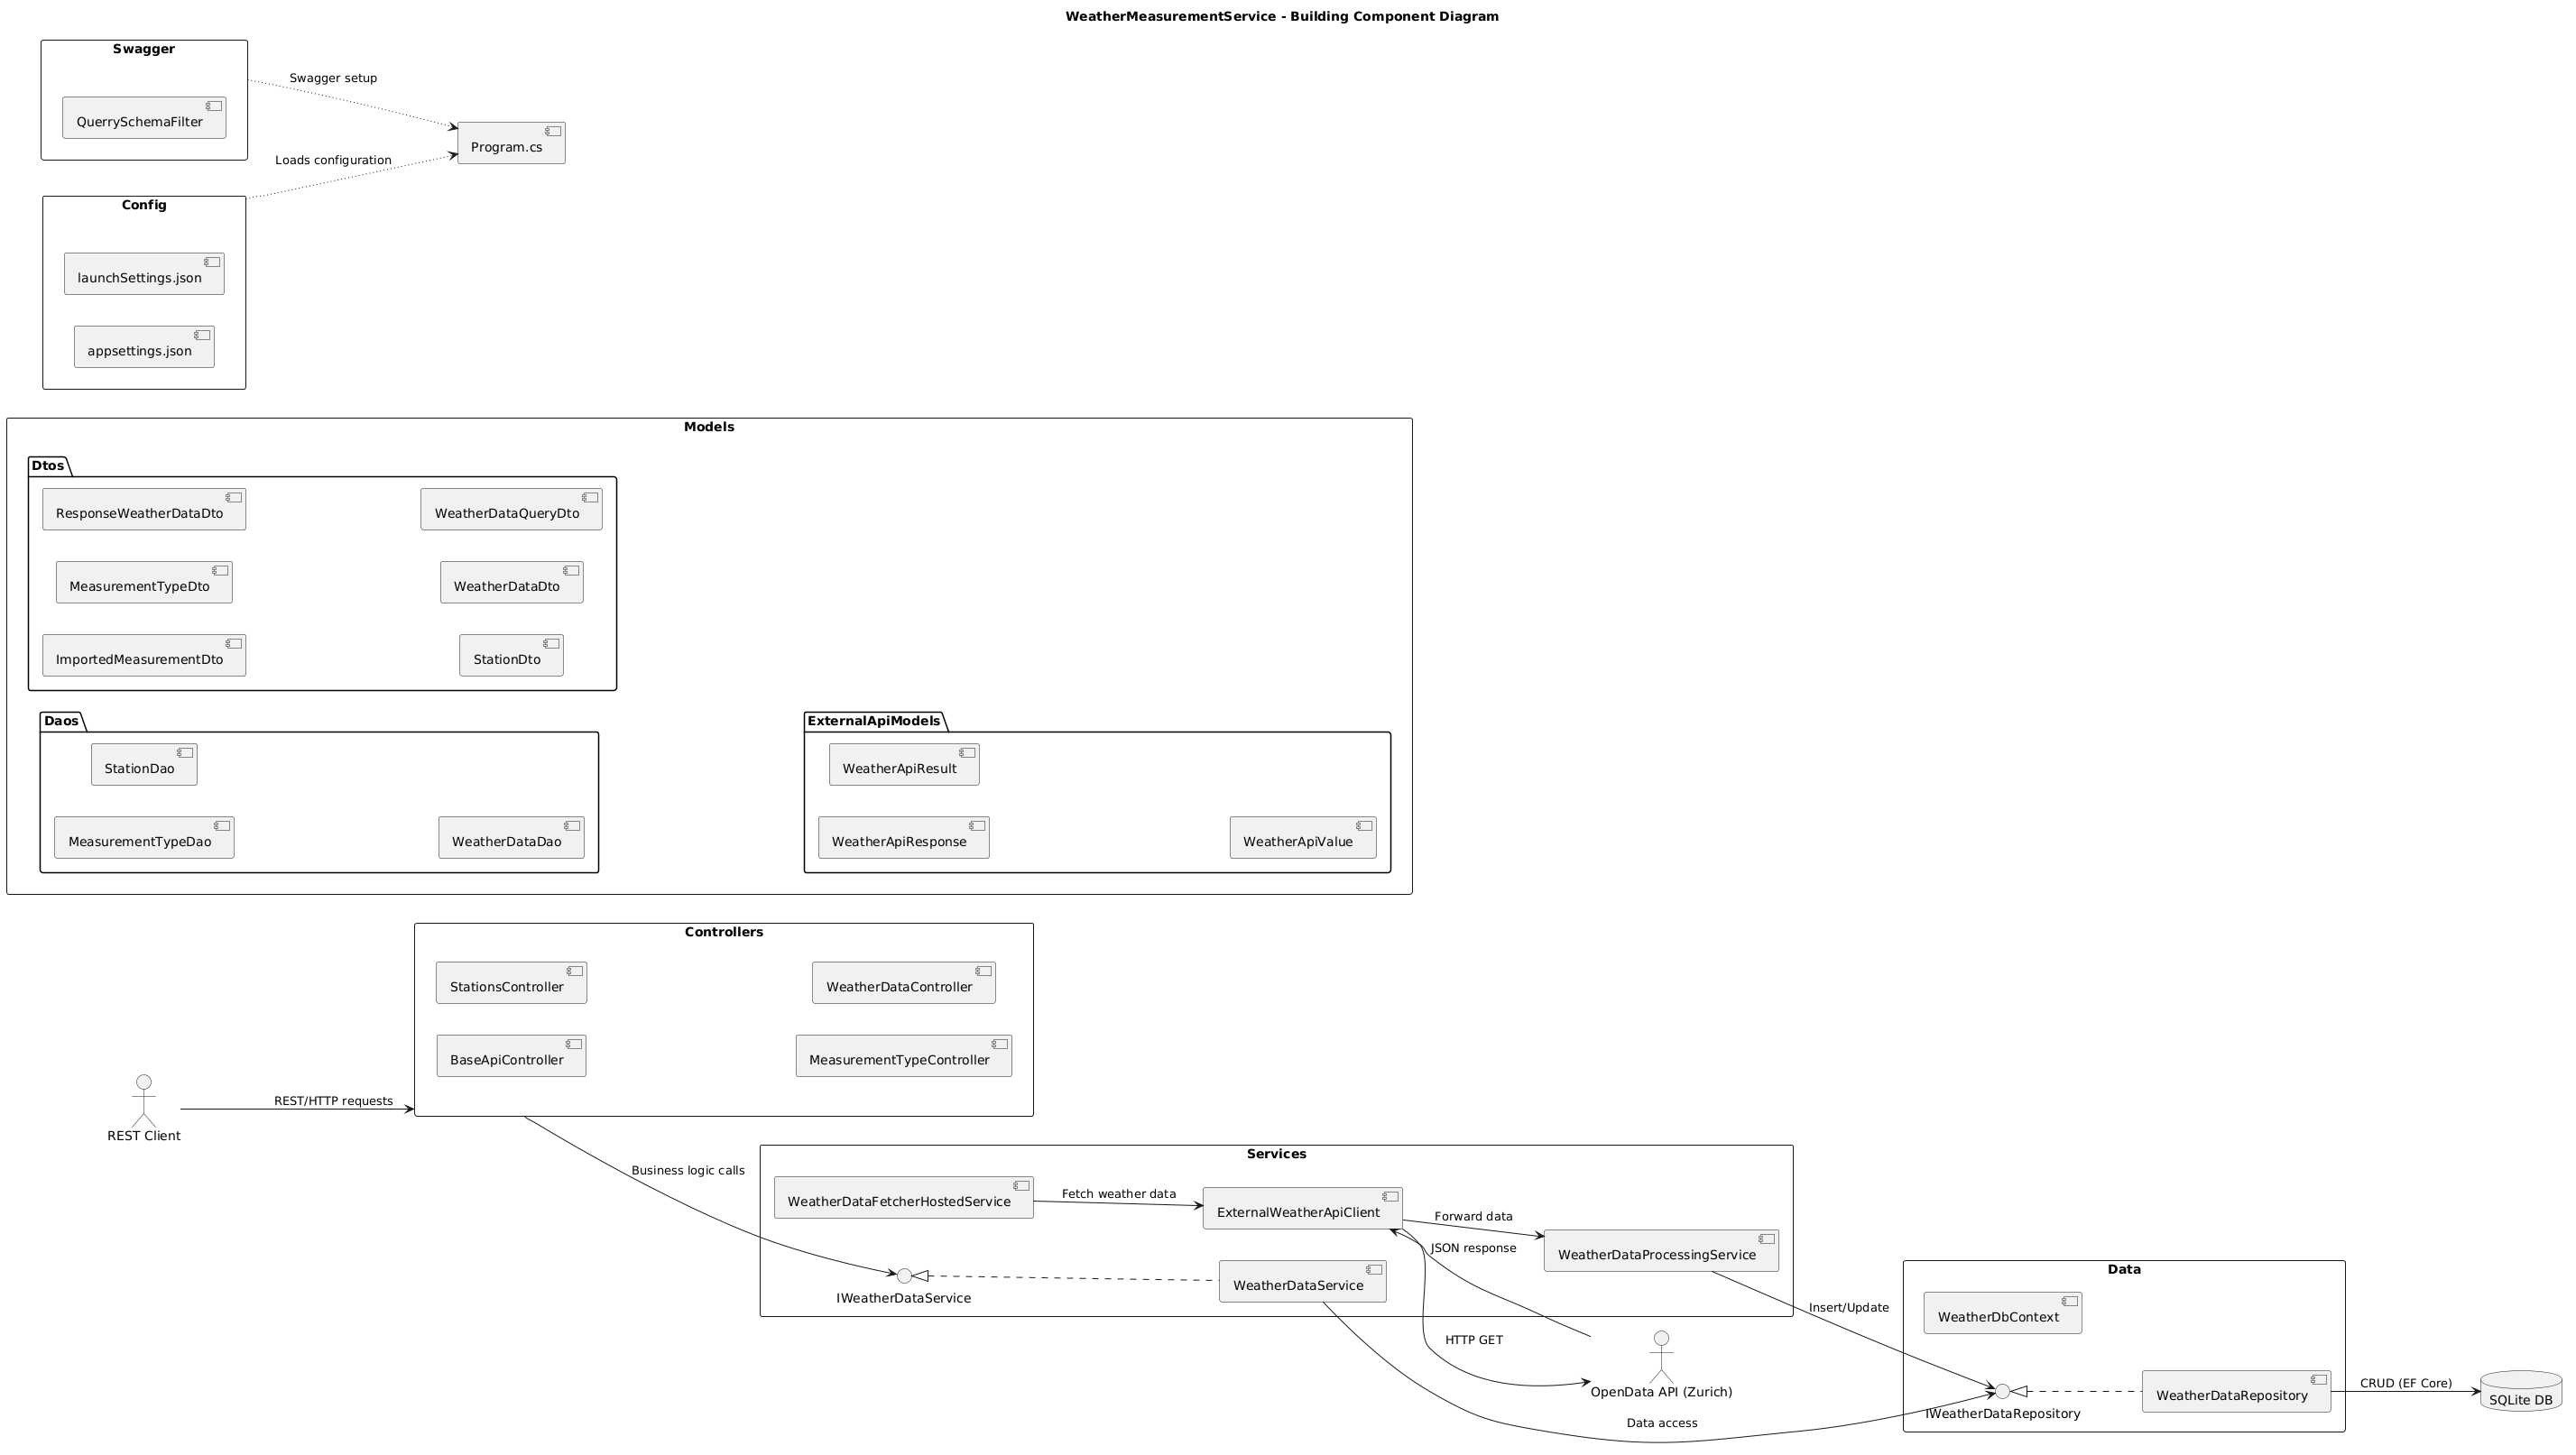 WeatherMeasurementService - Building Component Diagram
Swagger
QuerrySchemaFilter
Swagger setup
Program.cs
Loads configuration
Config
launchSettings.json
appsettings.json
Models
Dtos
ResponseWeatherDataDto
WeatherDataQueryDto
MeasurementTypeDto
WeatherDataDto
ImportedMeasurementDto
StationDto
Daos
StationDao
MeasurementTypeDao
WeatherDataDao
ExternalApiModels
WeatherApiResult
WeatherApiResponse
WeatherApiValue
Controllers
StationsController
WeatherDataController
BaseApiController
MeasurementTypeController
REST/HTTP requests
REST Client
Business logic calls
Services
WeatherDataFetcherHostedService
Fetch weather data
ExternalWeatherApiClient
Forward data
JSON response
WeatherDataProcessingService
IWeatherDataService
WeatherDataService
HTTP GET
OpenData API (Zurich)
Insert/Update
Data access
Data
WeatherDbContext
IWeatherDataRepository
WeatherDataRepository
CRUD (EF Core)
SQLite DB